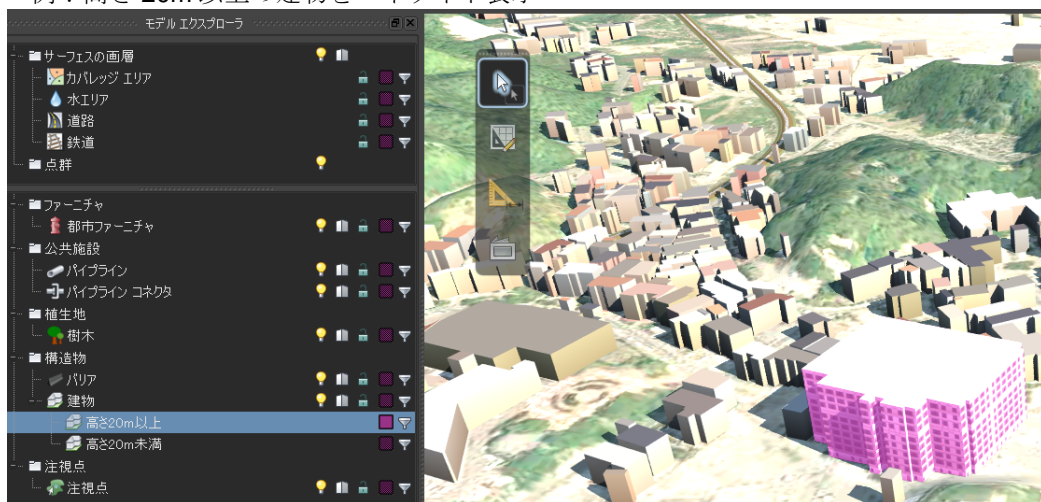 モデル エクスプローラ
サーフェスの画層
カバレッジ エリア
水エリア
道路
鉄道
点群
ファーニチャ
都市ファーニチャ
公共施設
パイプライン
パイプライン コネクタ
植生地
樹木
構造物
バリア
建物
高さ20m以上
高さ20m未満
注視点
注視点